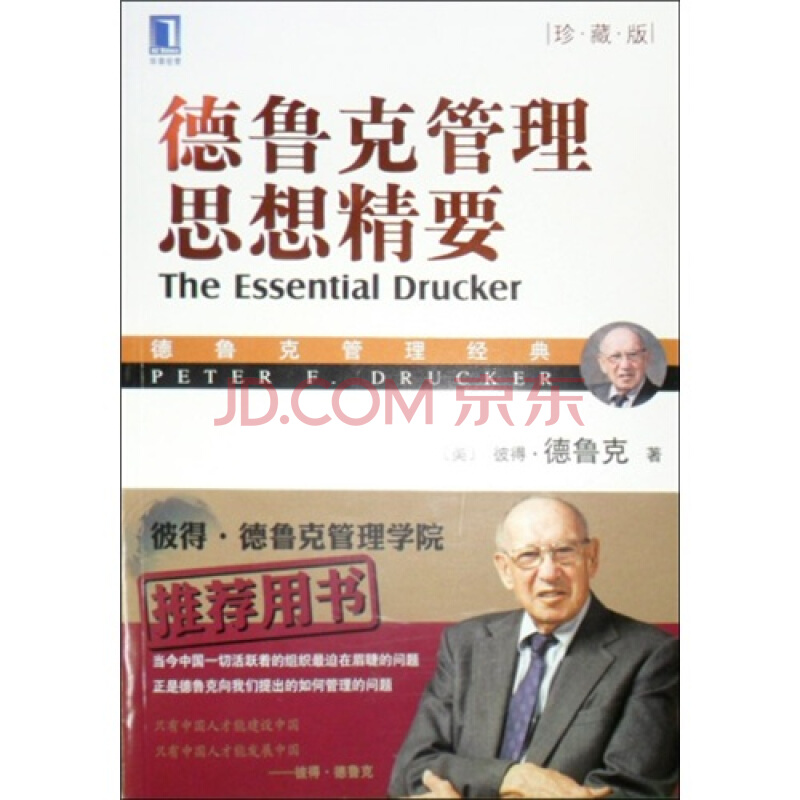 珍·藏·版
华章经管
德鲁克管理
思想精要
The Essential Drucker
德鲁克管理经典
PETER F. DRUCKER
JD.COM 京东
〔美〕 彼得·德鲁克 著
彼得·德鲁克管理学院
推荐用书
当今中国一切活跃着的组织最迫在眉睫的问题
正是德鲁克向我们提出的如何管理的问题
只有中国人才能建设中国
只有中国人才能发展中国
——彼得·德鲁克